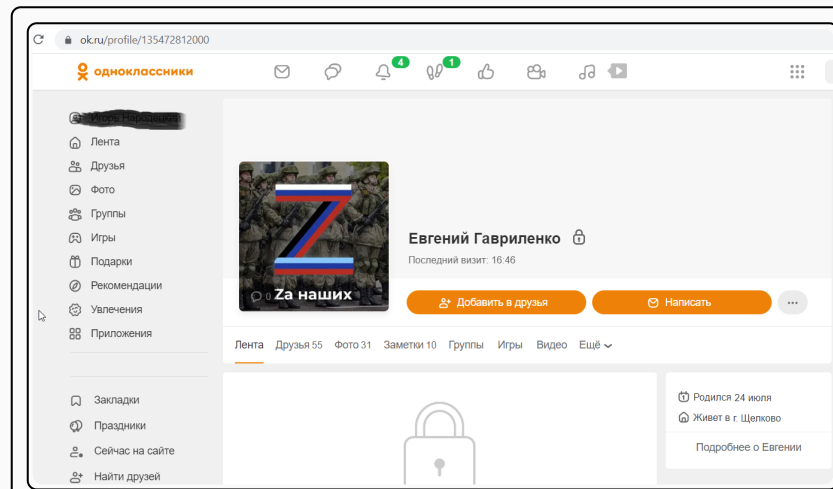 ok.ru/profile/135472812000
одноклассники
4
1
Лента
Друзья
Фото
Группы
Игры
Подарки
Рекомендации
Увлечения
Приложения
Закладки
Праздники
Сейчас на сайте
Найти друзей
0
Zа наших
Евгений Гавриленко
Последний визит: 16:46
Добавить в друзья
Написать
...
Лента Друзья 55 Фото 31 Заметки 10 Группы Игры Видео Ещё
Родился 24 июля
Живет в г. Щелково
Подробнее о Евгении